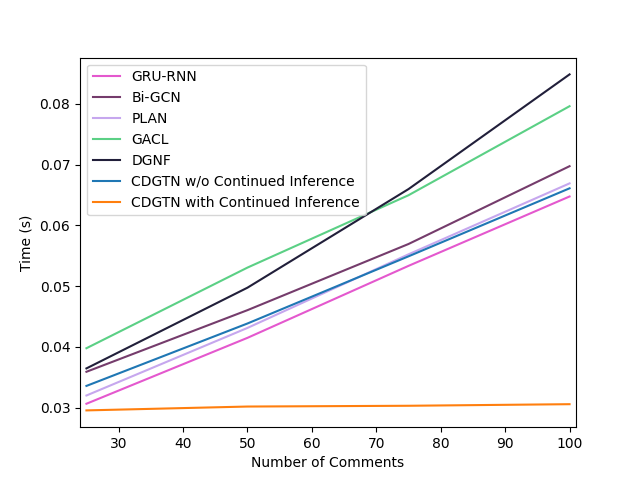 GRU-RNN
Bi-GCN
PLAN
GACL
DGNF
CDGTN w/o Continued Inference
CDGTN with Continued Inference
0.08
0.07
0.06
0.05
0.04
0.03
Time (s)
30 40 50 60 70 80 90 100
Number of Comments